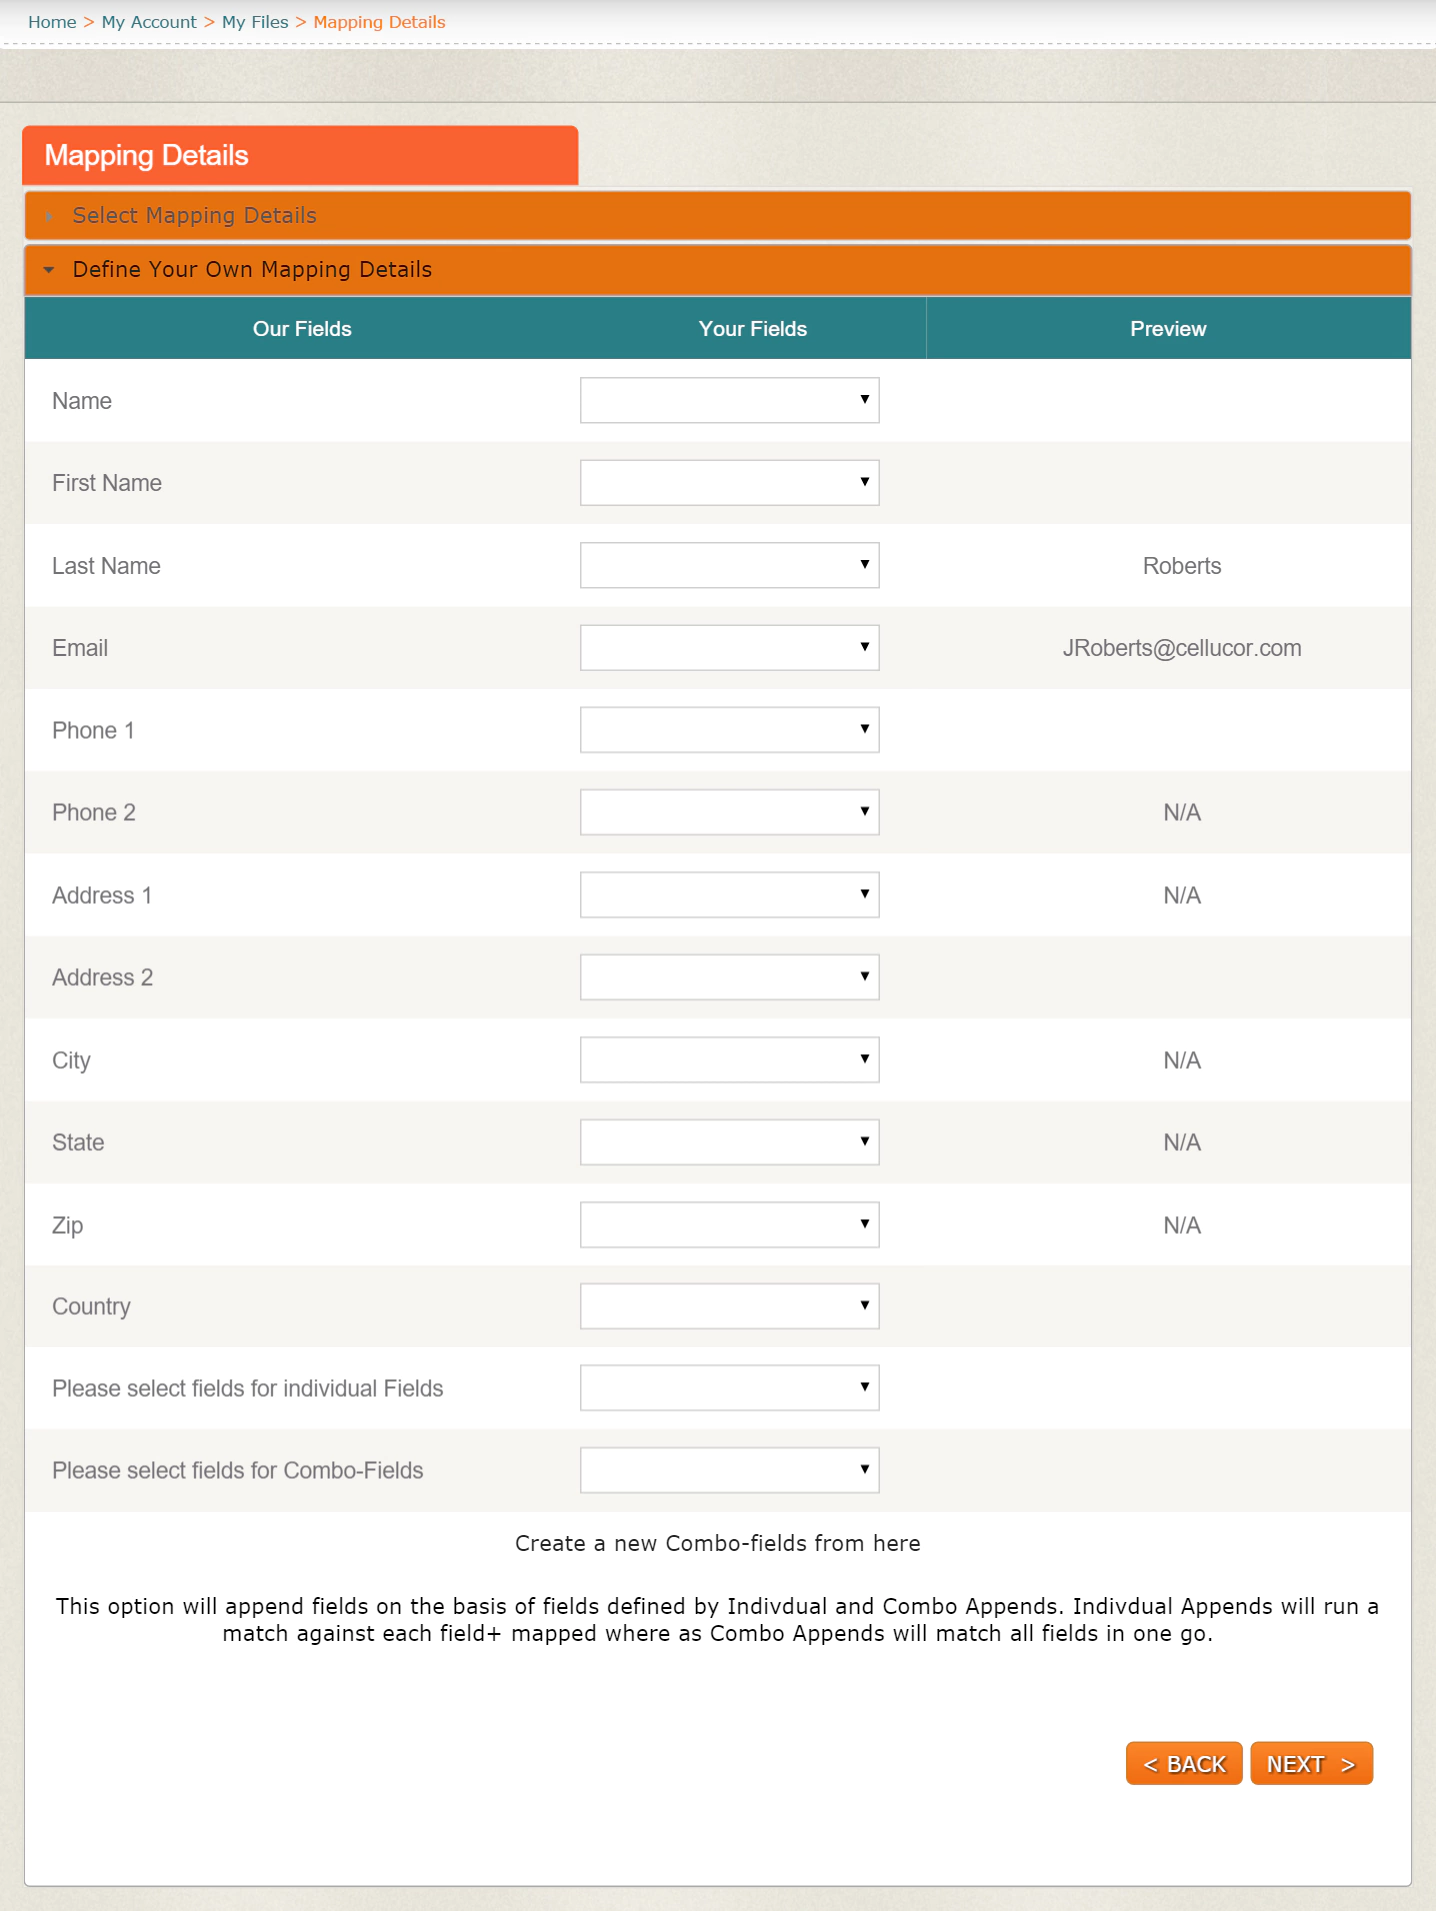 Home > My Account > My Files > Mapping Details
Mapping Details
Select Mapping Details
Define Your Own Mapping Details
Our Fields Your Fields Preview
Name
First Name
Last Name Roberts
Email JRoberts@cellucor.com
Phone 1
Phone 2 N/A
Address 1 N/A
Address 2
City N/A
State N/A
Zip N/A
Country
Please select fields for individual Fields
Please select fields for Combo-Fields
Create a new Combo-fields from here
This option will append fields on the basis of fields defined by Indivdual and Combo Appends. Indivdual Appends will run a
match against each field+ mapped where as Combo Appends will match all fields in one go.
< BACK NEXT >